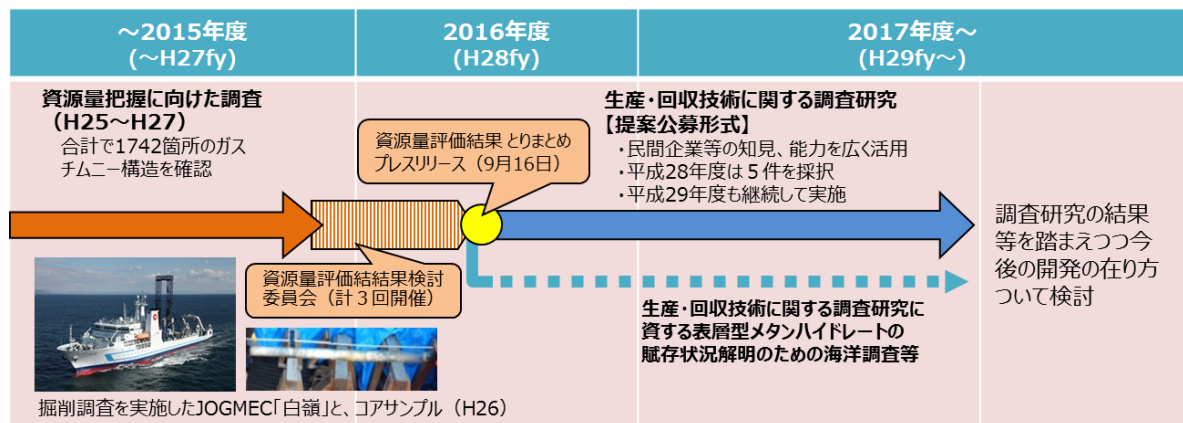 ～2015年度
(～H27fy)
2016年度
(H28fy)
2017年度～
(H29fy～)
資源量把握に向けた調査
（H25～H27）
合計で1742箇所のガス
チムニー構造を確認
資源量評価結果 とりまとめ
プレスリリース（9月16日）
生産・回収技術に関する調査研究
【提案公募形式】
・民間企業等の知見、能力を広く活用
・平成28年度は５件を採択
・平成29年度も継続して実施
資源量評価結結果検討
委員会（計３回開催）
調査研究の結果
等を踏まえつつ今
後の開発の在り方
ついて検討
生産・回収技術に関する調査研究に
資する表層型メタンハイドレートの
賦存状況解明のための海洋調査等
掘削調査を実施したJOGMEC「白嶺」と、コアサンプル（H26）